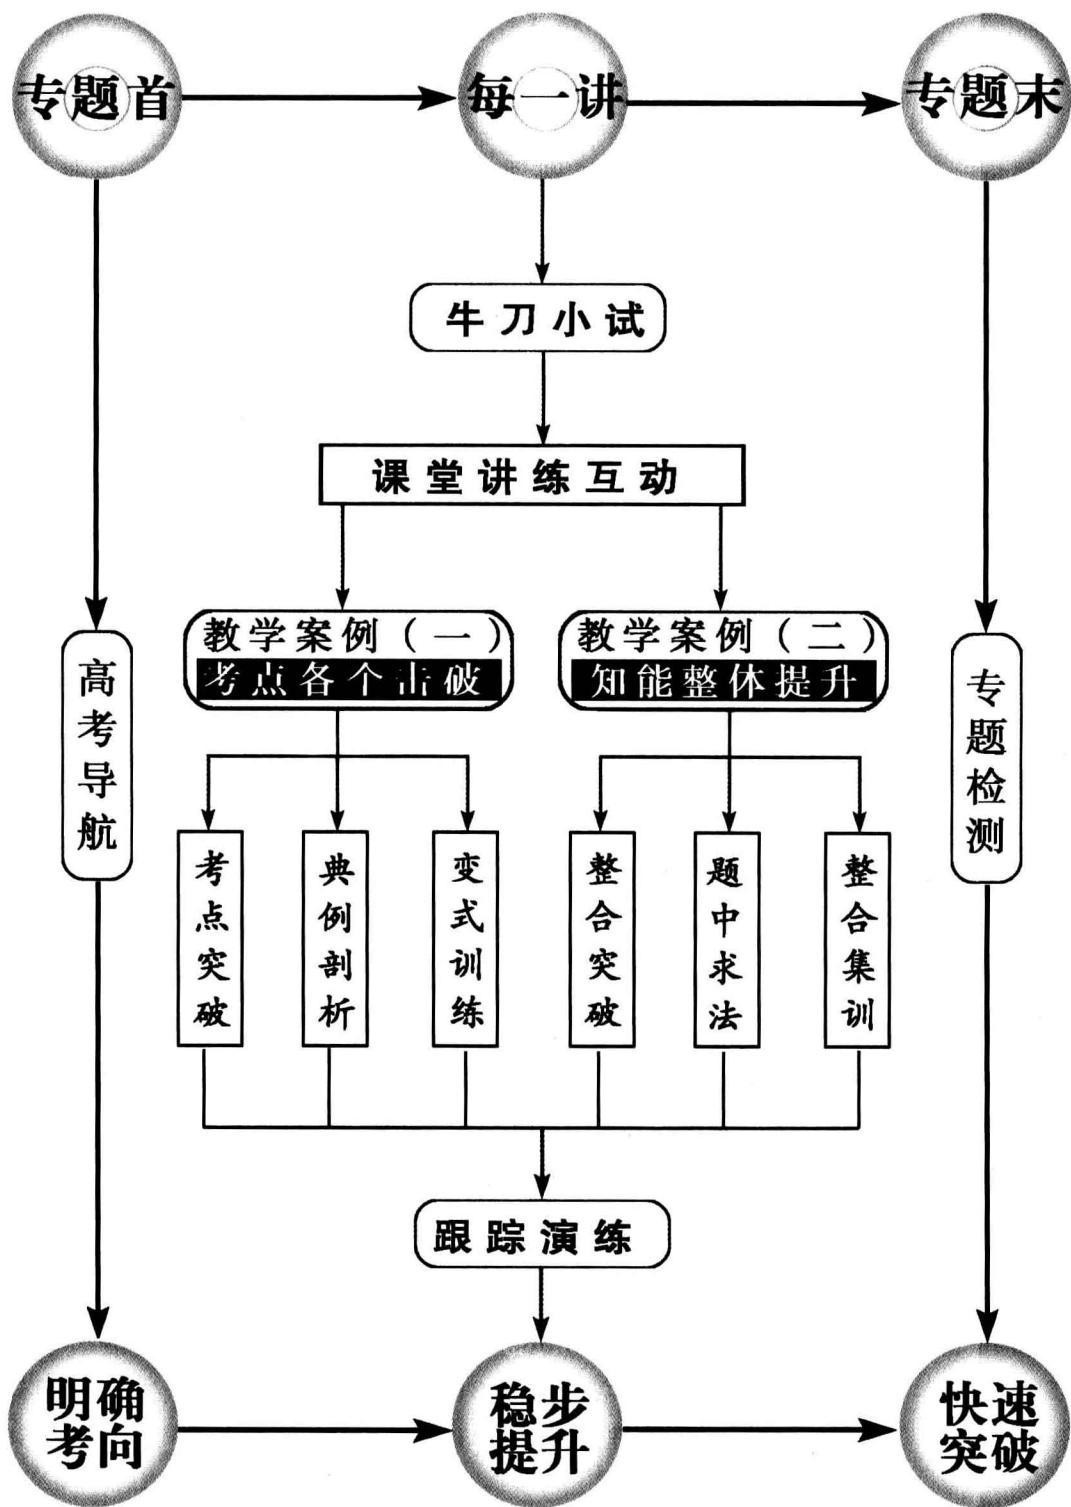 专题首
每一讲
专题末
牛刀小试
课堂讲练互动
教学案例（一）
考点各个击破
教学案例（二）
知能整体提升
高考导航
专题检测
考点突破
典例剖析
变式训练
整合突破
题中求法
整合集训
跟踪演练
明确
考向
稳步
提升
快速
突破